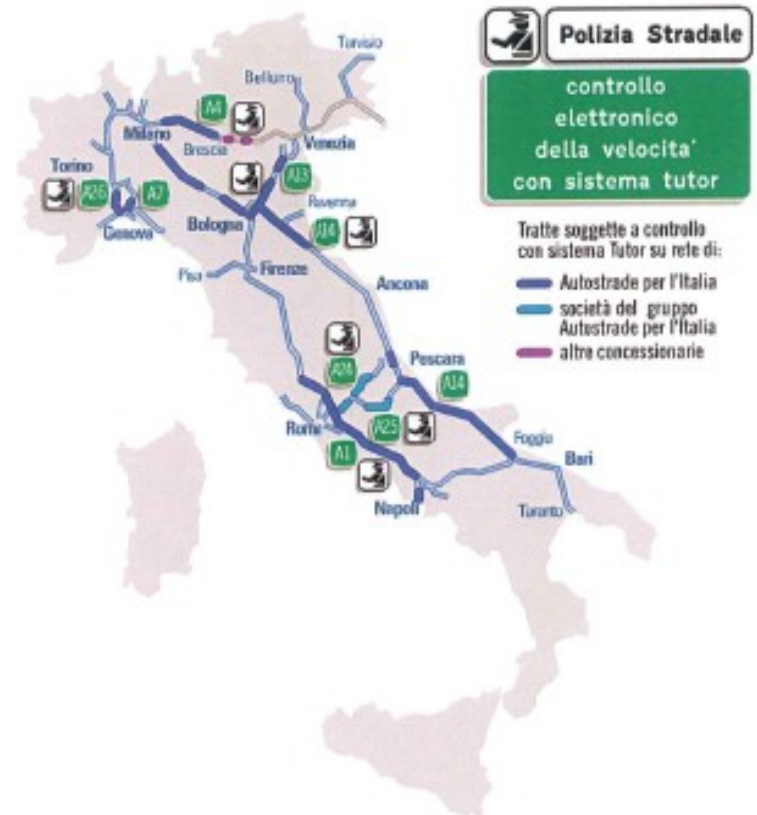 Polizia Stradale
controllo
elettronico
della velocita'
con sistema tutor
Tratte soggette a controllo
con sistema Tutor su rete di:
Autostrade per l'Italia
società del gruppo
Autostrade per l'Italia
altre concessionarie
Tarvisio
Belluno
A4
Milano
Brescia
Venezia
Torino
A26
A7
A13
Ravenna
Genova
Bologna
A14
Pisa
Firenze
Ancona
A24
Pescara
A14
Roma
A25
A1
Foggia
Bari
Napoli
Taranto